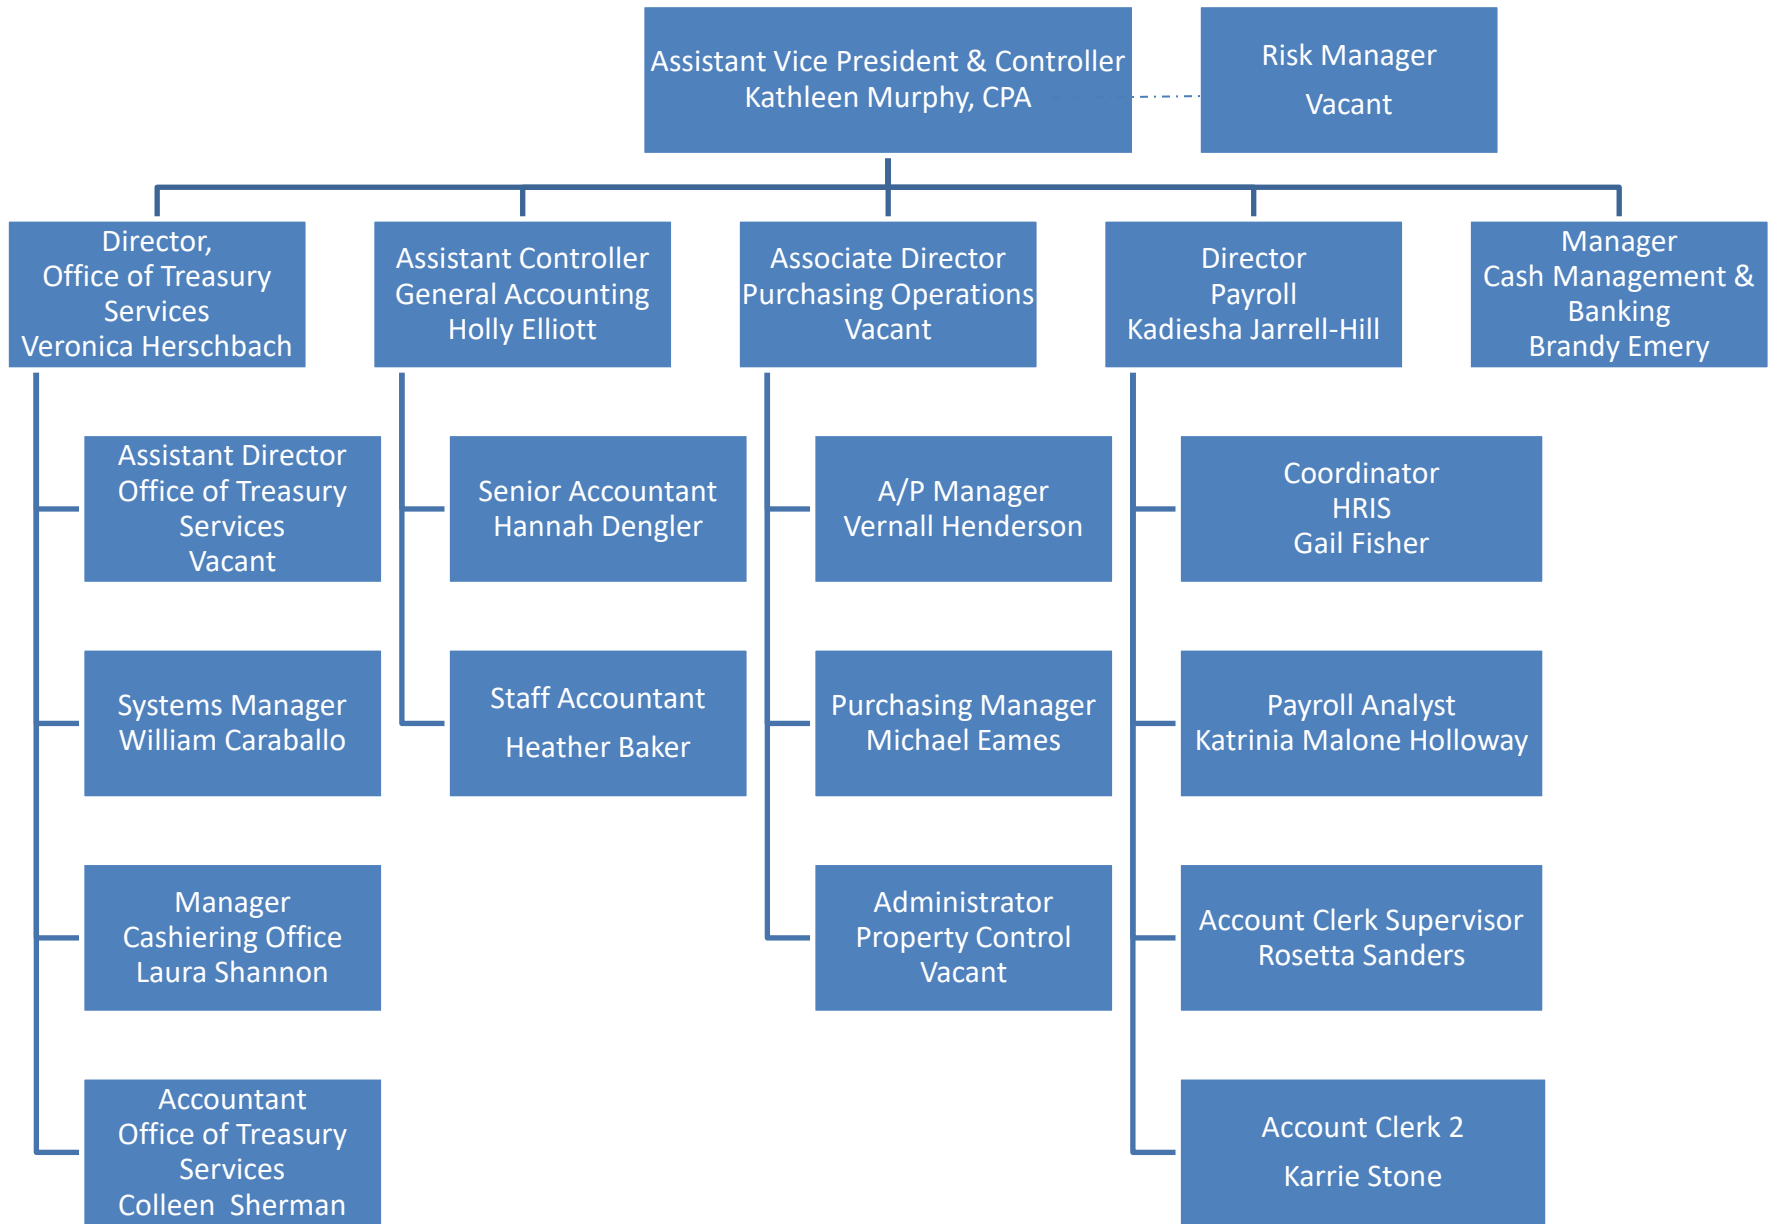 Assistant Vice President & Controller
Kathleen Murphy, CPA
Risk Manager
Vacant
Director,
Office of Treasury
Services
Veronica Herschbach
Assistant Controller
General Accounting
Holly Elliott
Associate Director
Purchasing Operations
Vacant
Director
Payroll
Kadiesha Jarrell-Hill
Manager
Cash Management &
Banking
Brandy Emery
Assistant Director
Office of Treasury
Services
Vacant
Senior Accountant
Hannah Dengler
A/P Manager
Vernall Henderson
Coordinator
HRIS
Gail Fisher
Systems Manager
William Caraballo
Staff Accountant
Heather Baker
Purchasing Manager
Michael Eames
Payroll Analyst
Katrinia Malone Holloway
Manager
Cashiering Office
Laura Shannon
Administrator
Property Control
Vacant
Account Clerk Supervisor
Rosetta Sanders
Accountant
Office of Treasury
Services
Colleen  Sherman
Account Clerk 2
Karrie Stone